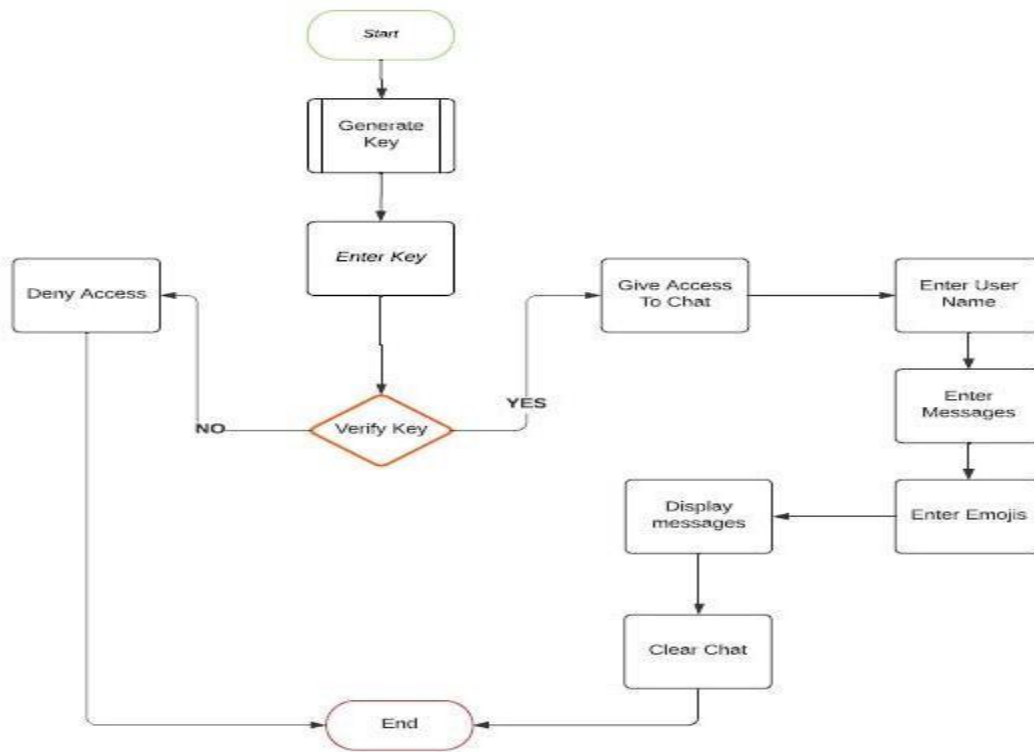 Start
Generate
Key
Enter Key
Deny Access
Give Access
To Chat
Enter User
Name
YES
NO
Verify Key
Enter
Messages
Display
messages
Enter Emojis
Clear Chat
End